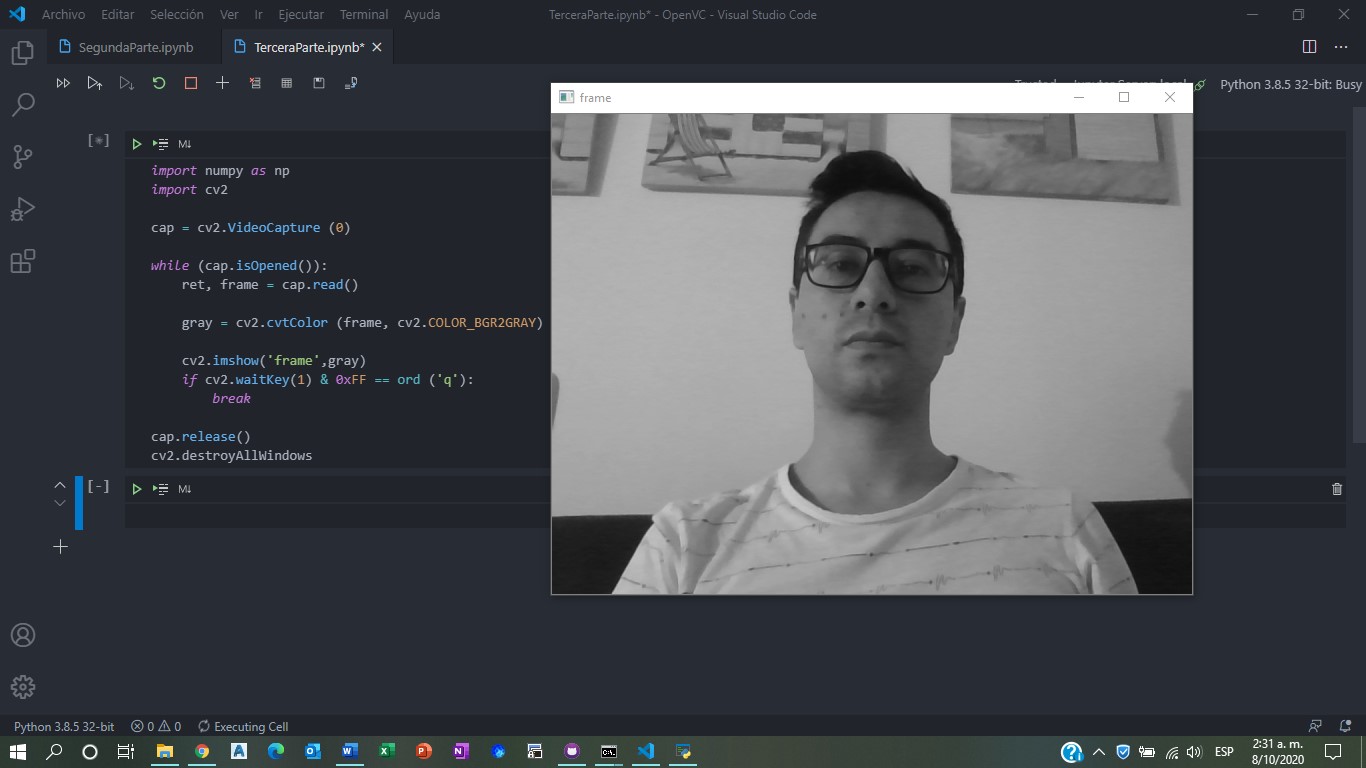 Archivo Editar Selección Ver Ir Ejecutar Terminal Ayuda TerceraParte.ipynb* - OpenVC - Visual Studio Code
SegundaParte.ipynb TerceraParte.ipynb*
Python 3.8.5 32-bit: Busy
frame
[*] M↓
import numpy as np
import cv2
cap = cv2.VideoCapture (0)
while (cap.isOpened()):
ret, frame = cap.read()
gray = cv2.cvtColor (frame, cv2.COLOR_BGR2GRAY)
cv2.imshow('frame',gray)
if cv2.waitKey(1) & 0xFF == ord ('q'):
break
cap.release()
cv2.destroyAllWindows
[-] M↓
Python 3.8.5 32-bit 0 0 Executing Cell
ESP
2:31 a. m.
8/10/2020